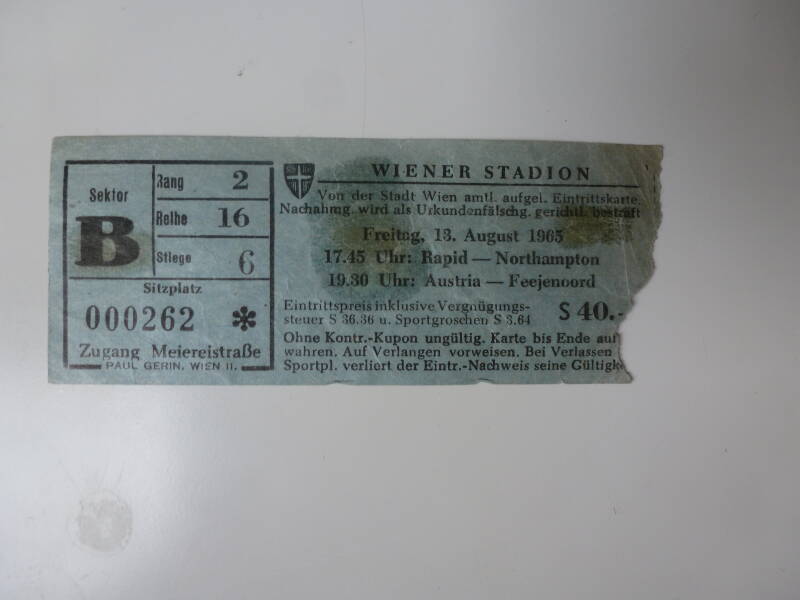 Sektor
B
Rang 2
Reihe 16
Stiege 6
Sitzplatz
000262 *
Zugang Meiereistraße
PAUL GERIN, WIEN II.
WIENER STADION
Von der Stadt Wien amtl. aufgel. Eintrittskarte.
Nachahmg. wird als Urkundenfälschg. gerichtl. bestraft
Freitag, 13. August 1965
17.45 Uhr: Rapid — Northampton
19.30 Uhr: Austria — Feejenoord
Eintrittspreis inklusive Vergnügungs-
steuer S 36.36 u. Sportgroschen S 3.64
S 40.-
Ohne Kontr.-Kupon ungültig. Karte bis Ende auf
wahren. Auf Verlangen vorweisen. Bei Verlassen
Sportpl. verliert der Eintr.-Nachweis seine Gültigk